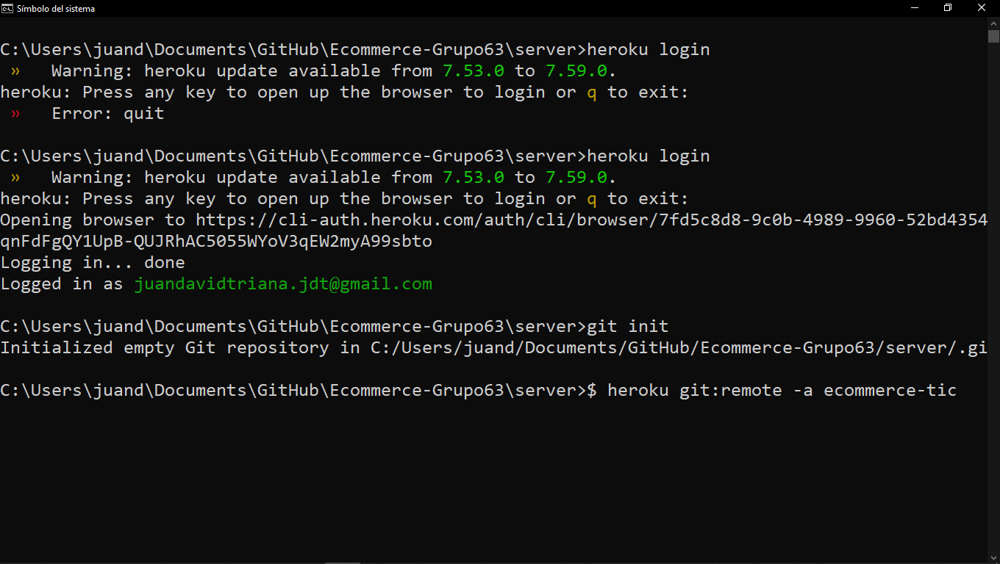 Símbolo del sistema
C:\Users\juand\Documents\GitHub\Ecommerce-Grupo63\server>heroku login
» Warning: heroku update available from 7.53.0 to 7.59.0.
heroku: Press any key to open up the browser to login or q to exit:
» Error: quit
C:\Users\juand\Documents\GitHub\Ecommerce-Grupo63\server>heroku login
» Warning: heroku update available from 7.53.0 to 7.59.0.
heroku: Press any key to open up the browser to login or q to exit:
Opening browser to https://cli-auth.heroku.com/auth/cli/browser/7fd5c8d8-9c0b-4989-9960-52bd4354
qnFdFgQY1UpB-QUJRhAC5055WYoV3qEW2myA99sbto
Logging in... done
Logged in as juandavidtriana.jdt@gmail.com
C:\Users\juand\Documents\GitHub\Ecommerce-Grupo63\server>git init
Initialized empty Git repository in C:/Users/juand/Documents/GitHub/Ecommerce-Grupo63/server/.gi
C:\Users\juand\Documents\GitHub\Ecommerce-Grupo63\server>$ heroku git:remote -a ecommerce-tic